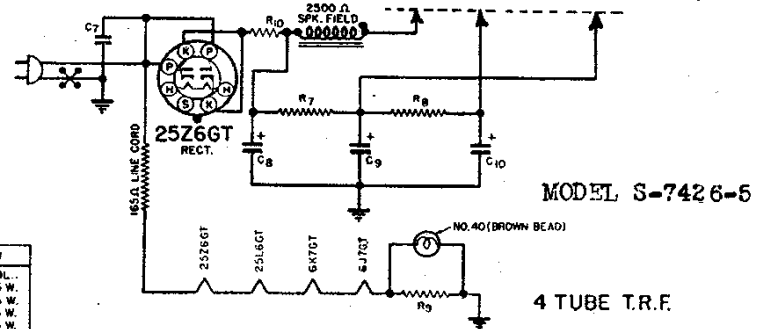 2500 Ω
SPK. FIELD
R10
C7
K
P
P
H
H
S
K
25Z6GT
RECT.
R7
R8
+
C8
+
C9
+
C10
165Ω LINE CORD
MODEL S-7426-5
NO. 40 (BROWN BEAD)
25Z6GT
25L6GT
6K7GT
6J7GT
R9
4 TUBE T.R.F.
W.
W.
W.
W.